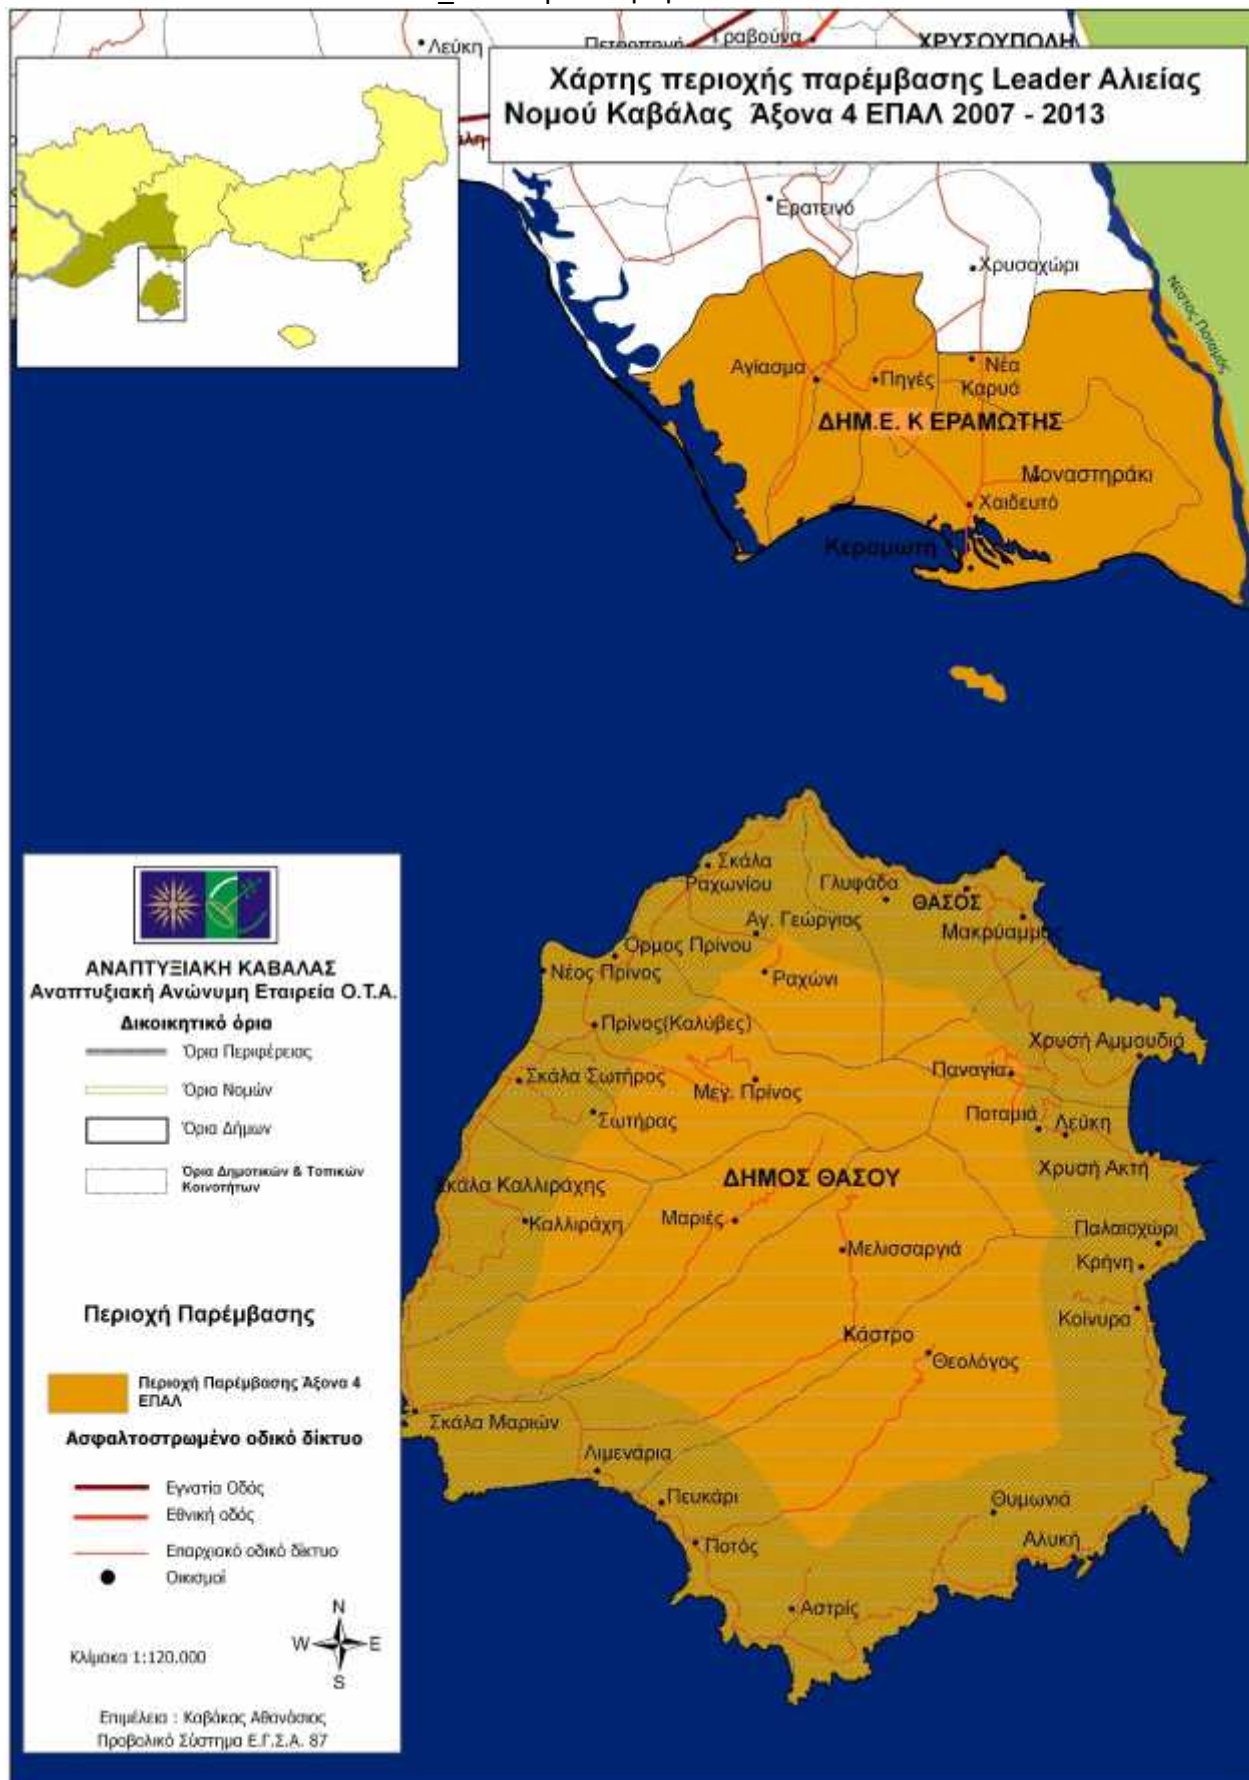 Λεύκη
Γραβούνα
ΧΡΥΣΟΥΠΟΛΗ
Χάρτης περιοχής παρέμβασης Leader Αλιείας
Νομού Καβάλας Άξονα 4 ΕΠΑΛ 2007 - 2013
Ερατεινό
Χρυσοχώρι
Νέστος Ποταμός
Αγίασμα
Πηγές
Νέα
Καρυά
ΔΗΜ.Ε. Κ ΕΡΑΜΩΤΗΣ
Μοναστηράκι
Χαιδευτό
Κεραμωτή
Σκάλα
Ραχωνίου
Γλυφάδα
ΘΑΣΟΣ
Μακρύαμμος
Αγ. Γεώργιος
Όρμος Πρίνου
Νέος Πρίνος
Ραχώνι
Πρίνος(Καλύβες)
Χρυσή Αμμουδιά
Παναγία
Σκάλα Σωτήρος
Μεγ. Πρίνος
Σωτήρας
Ποταμιά
Λεύκη
Χρυσή Ακτή
ΔΗΜΟΣ ΘΑΣΟΥ
Σκάλα Καλλιράχης
Καλλιράχη
Μαριές
Μελισσαργιά
Παλαιοχώρι
Κρήνη
Κοίνυρα
Κάστρο
Θεολόγος
Σκάλα Μαριών
Λιμενάρια
Πευκάρι
Ποτός
Θυμωνιά
Αλυκή
Αστρίς
ΑΝΑΠΤΥΞΙΑΚΗ ΚΑΒΑΛΑΣ
Αναπτυξιακή Ανώνυμη Εταιρεία Ο.Τ.Α.
Δικοικητικό όρια
Όρια Περιφέρειας
Όρια Νομών
Όρια Δήμων
Όρια Δημοτικών & Τοπικών
Κοινοτήτων
Περιοχή Παρέμβασης
Περιοχή Παρέμβασης Άξονα 4
ΕΠΑΛ
Ασφαλτοστρωμένο οδικό δίκτυο
Εγνατία Οδός
Εθνική οδός
Επαρχιακό οδικό δίκτυο
Οικισμοί
N
W E
S
Κλίμακα 1:120.000
Επιμέλεια : Καβάκας Αθανάσιος
Προβολικό Σύστημα Ε.Γ.Σ.Α. 87